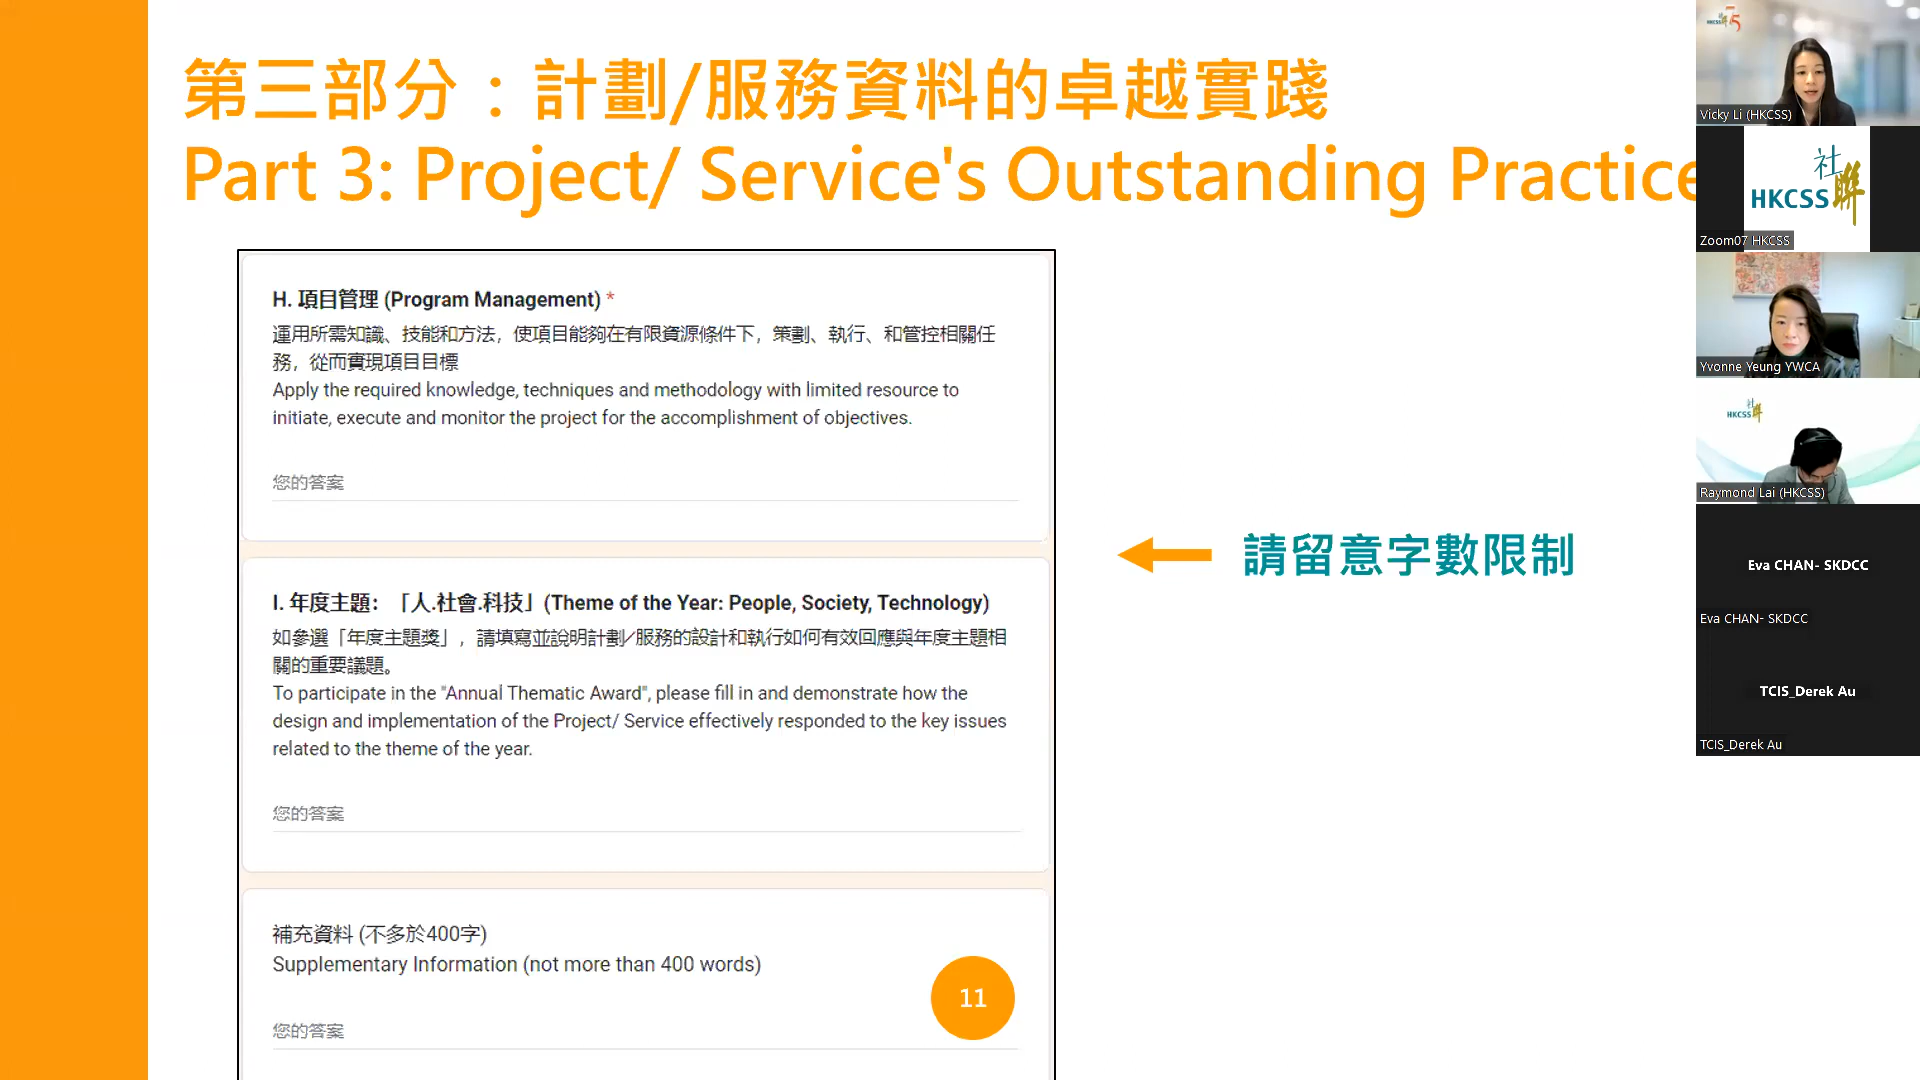 第三部分：計劃/服務資料的卓越實踐
Part 3: Project/ Service's Outstanding Practice
H. 項目管理 (Program Management) *
運用所需知識、技能和方法，使項目能夠在有限資源條件下，策劃、執行、和管控相關任
務，從而實現項目目標
Apply the required knowledge, techniques and methodology with limited resource to
initiate, execute and monitor the project for the accomplishment of objectives.
您的答案
I. 年度主題：「人.社會.科技」(Theme of the Year: People, Society, Technology)
如參選「年度主題獎」，請填寫並說明計劃/服務的設計和執行如何有效回應與年度主題相
關的重要議題。
To participate in the "Annual Thematic Award", please fill in and demonstrate how the
design and implementation of the Project/ Service effectively responded to the key issues
related to the theme of the year.
您的答案
補充資料 (不多於400字)
Supplementary Information (not more than 400 words)
您的答案
11
請留意字數限制
Vicky Li (HKCSS)
社聯
HKCSS
Zoom07 HKCSS
Yvonne Yeung YWCA
HKCSS 社聯
Raymond Lai (HKCSS)
Eva CHAN- SKDCC
Eva CHAN- SKDCC
TCIS_Derek Au
TCIS_Derek Au